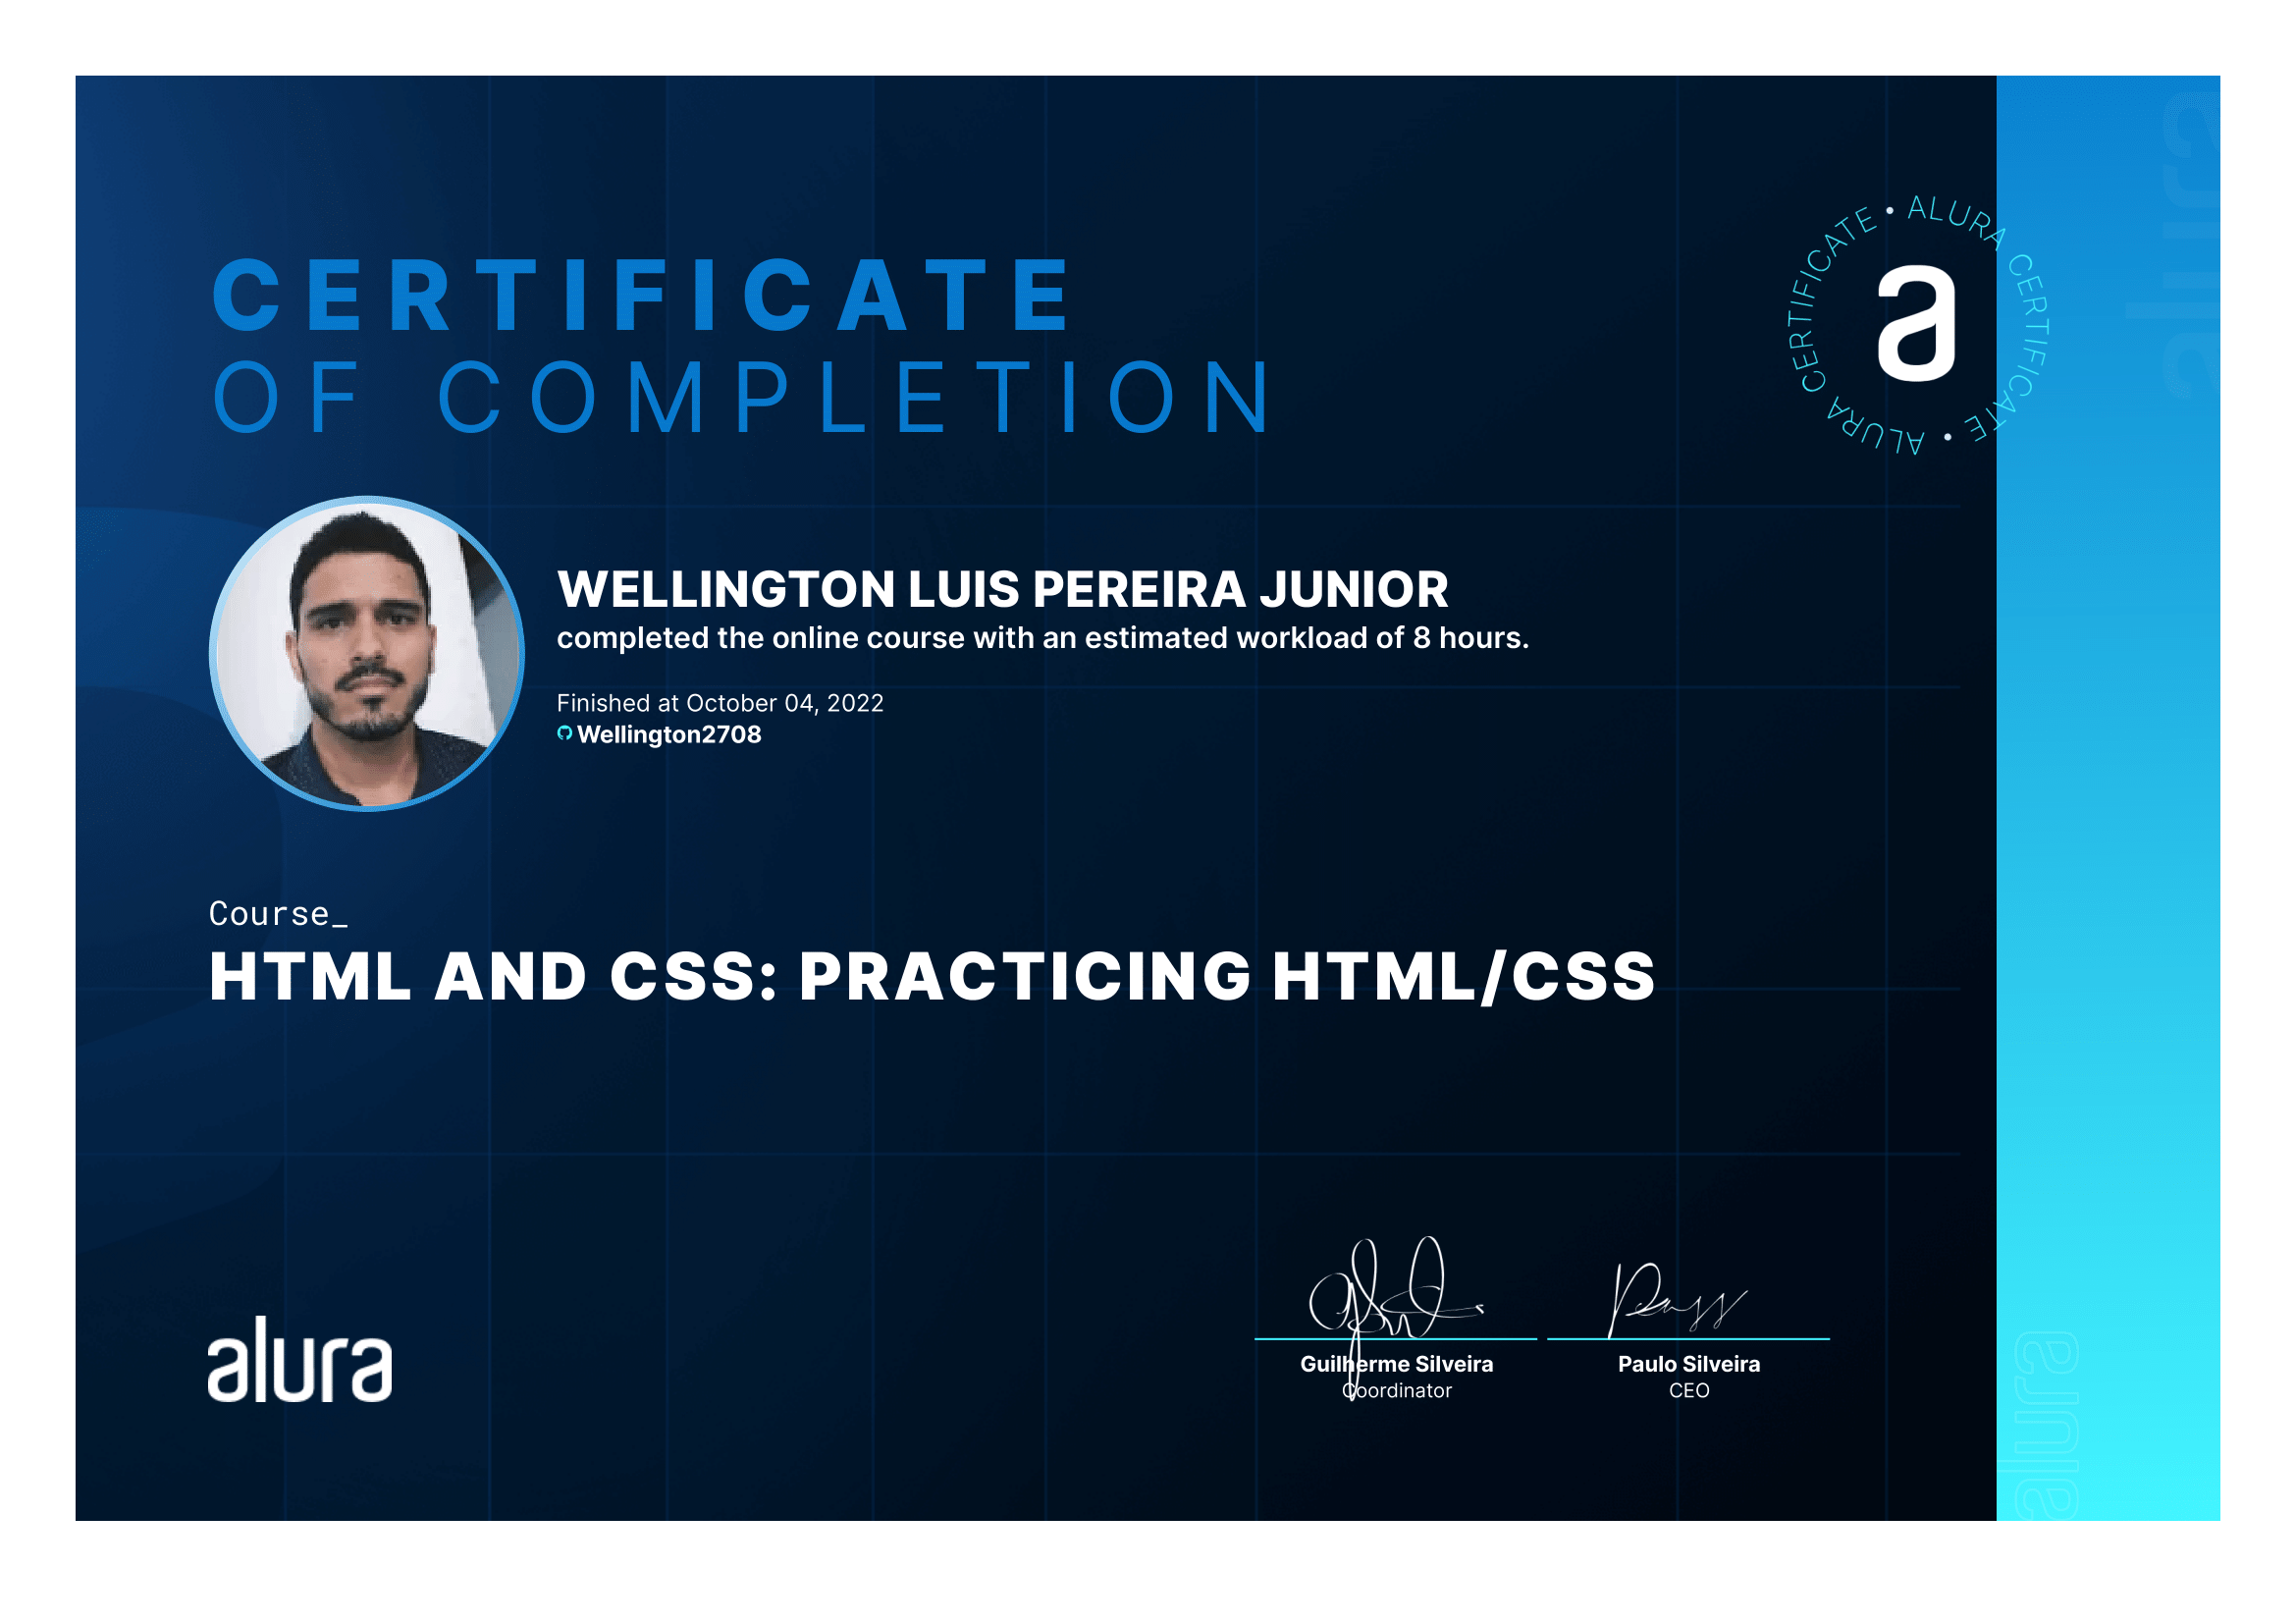 CERTIFICATE
OF COMPLETION
ALURA CERTIFICATE • ALURA CERTIFICATE •
a
alura
WELLINGTON LUIS PEREIRA JUNIOR
completed the online course with an estimated workload of 8 hours.
Finished at October 04, 2022
Wellington2708
Course_
HTML AND CSS: PRACTICING HTML/CSS
alura
Guilherme Silveira
Coordinator
Paulo Silveira
CEO
alura